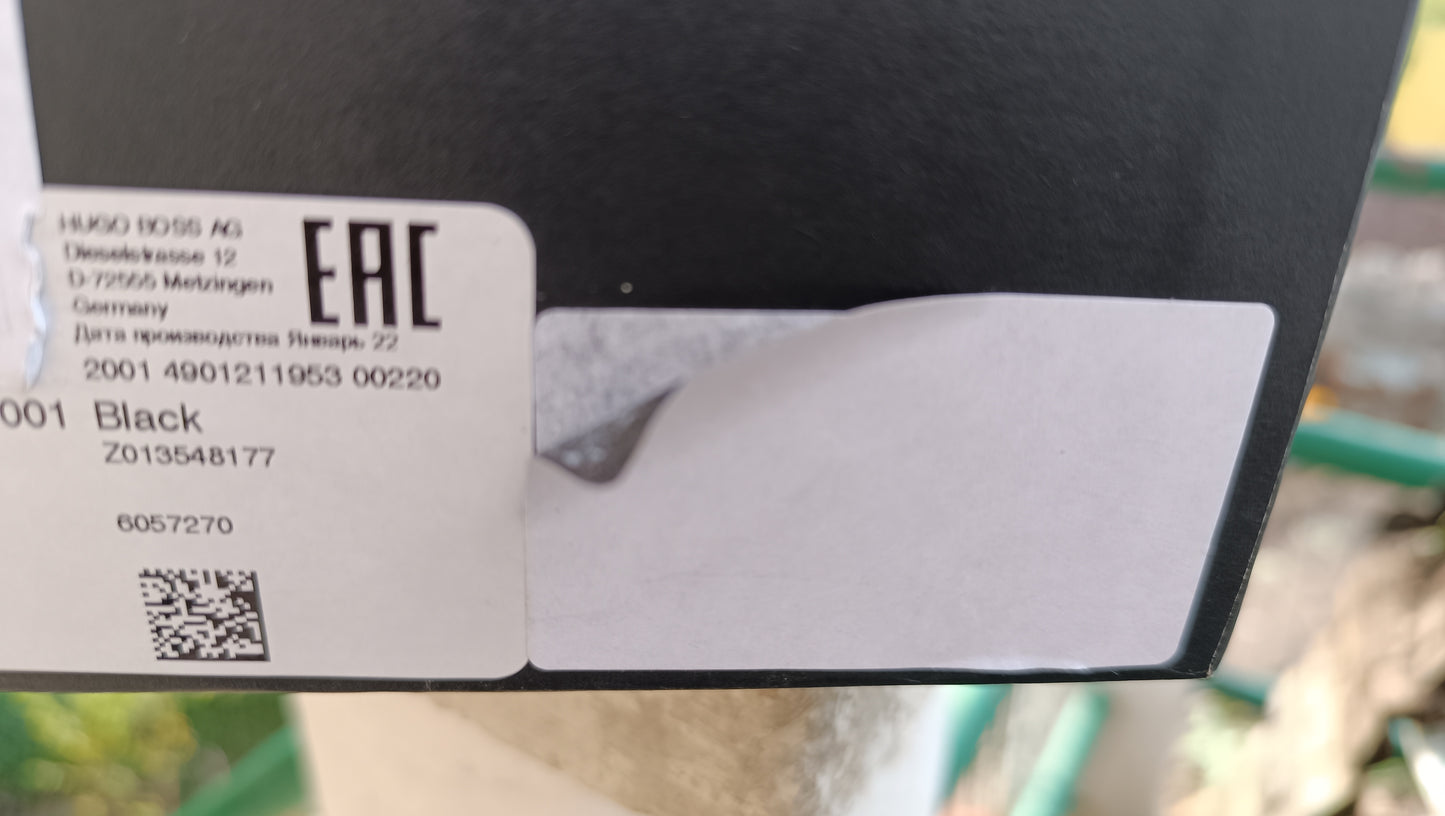 HUGO BOSS AG
Dieselstrasse 12
D-72555 Metzingen
Germany
EAC
Дата производства Январь 22
2001 4901211953 00220
001 Black
Z013548177
6057270